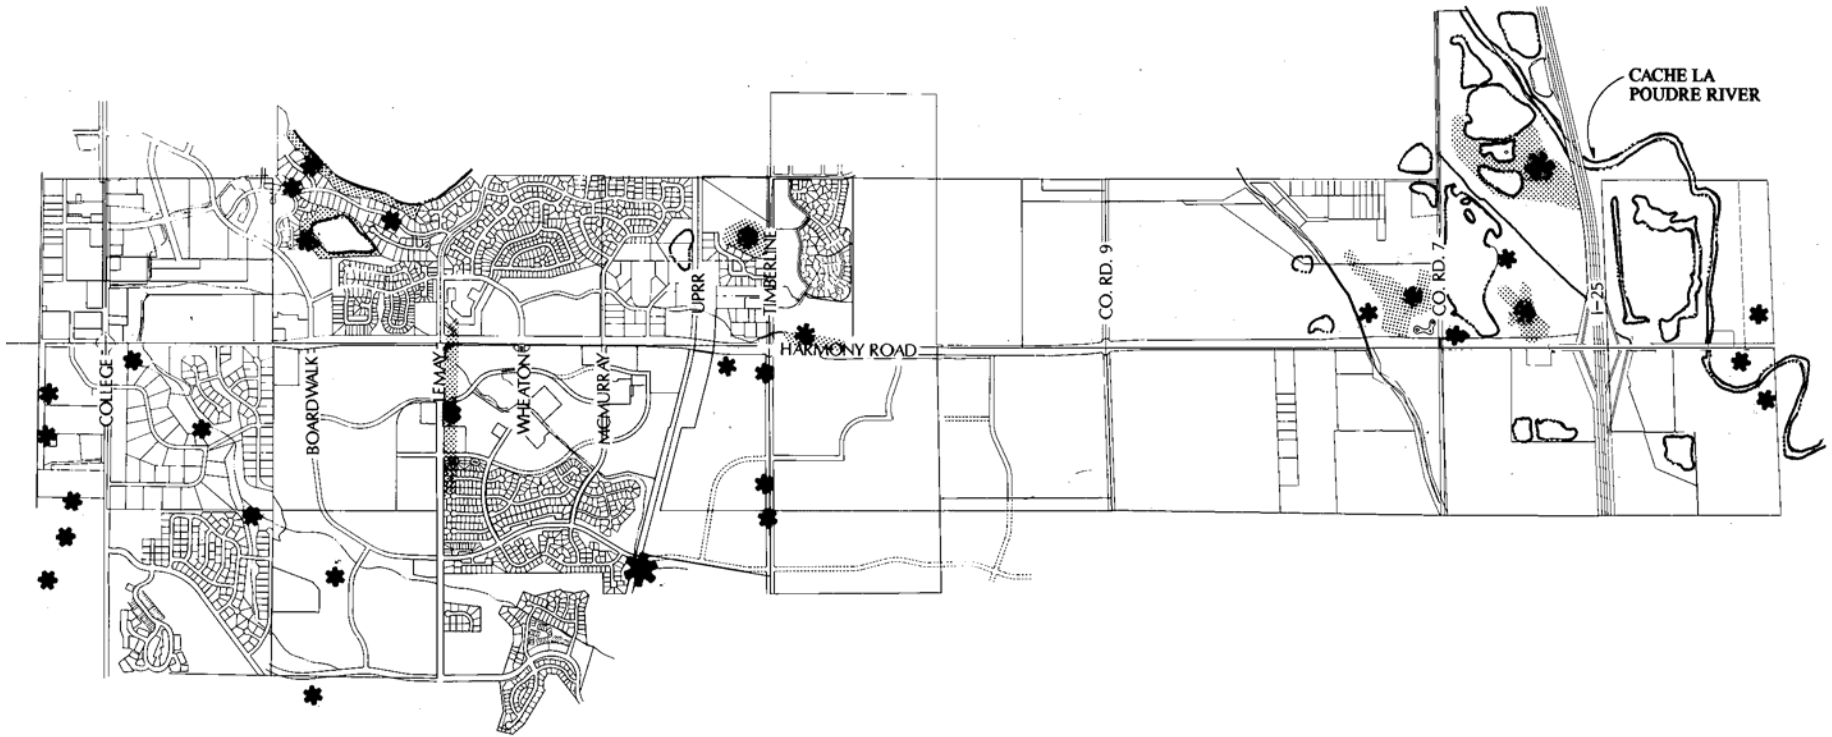 CACHE LA
POUDRE RIVER
COLLEGE
BOARDWALK
LEMAY
WHEATON
MCMURRAY
UPRR
TIMBERLINE
HARMONY ROAD
CO. RD. 9
CO. RD. 7
I-25